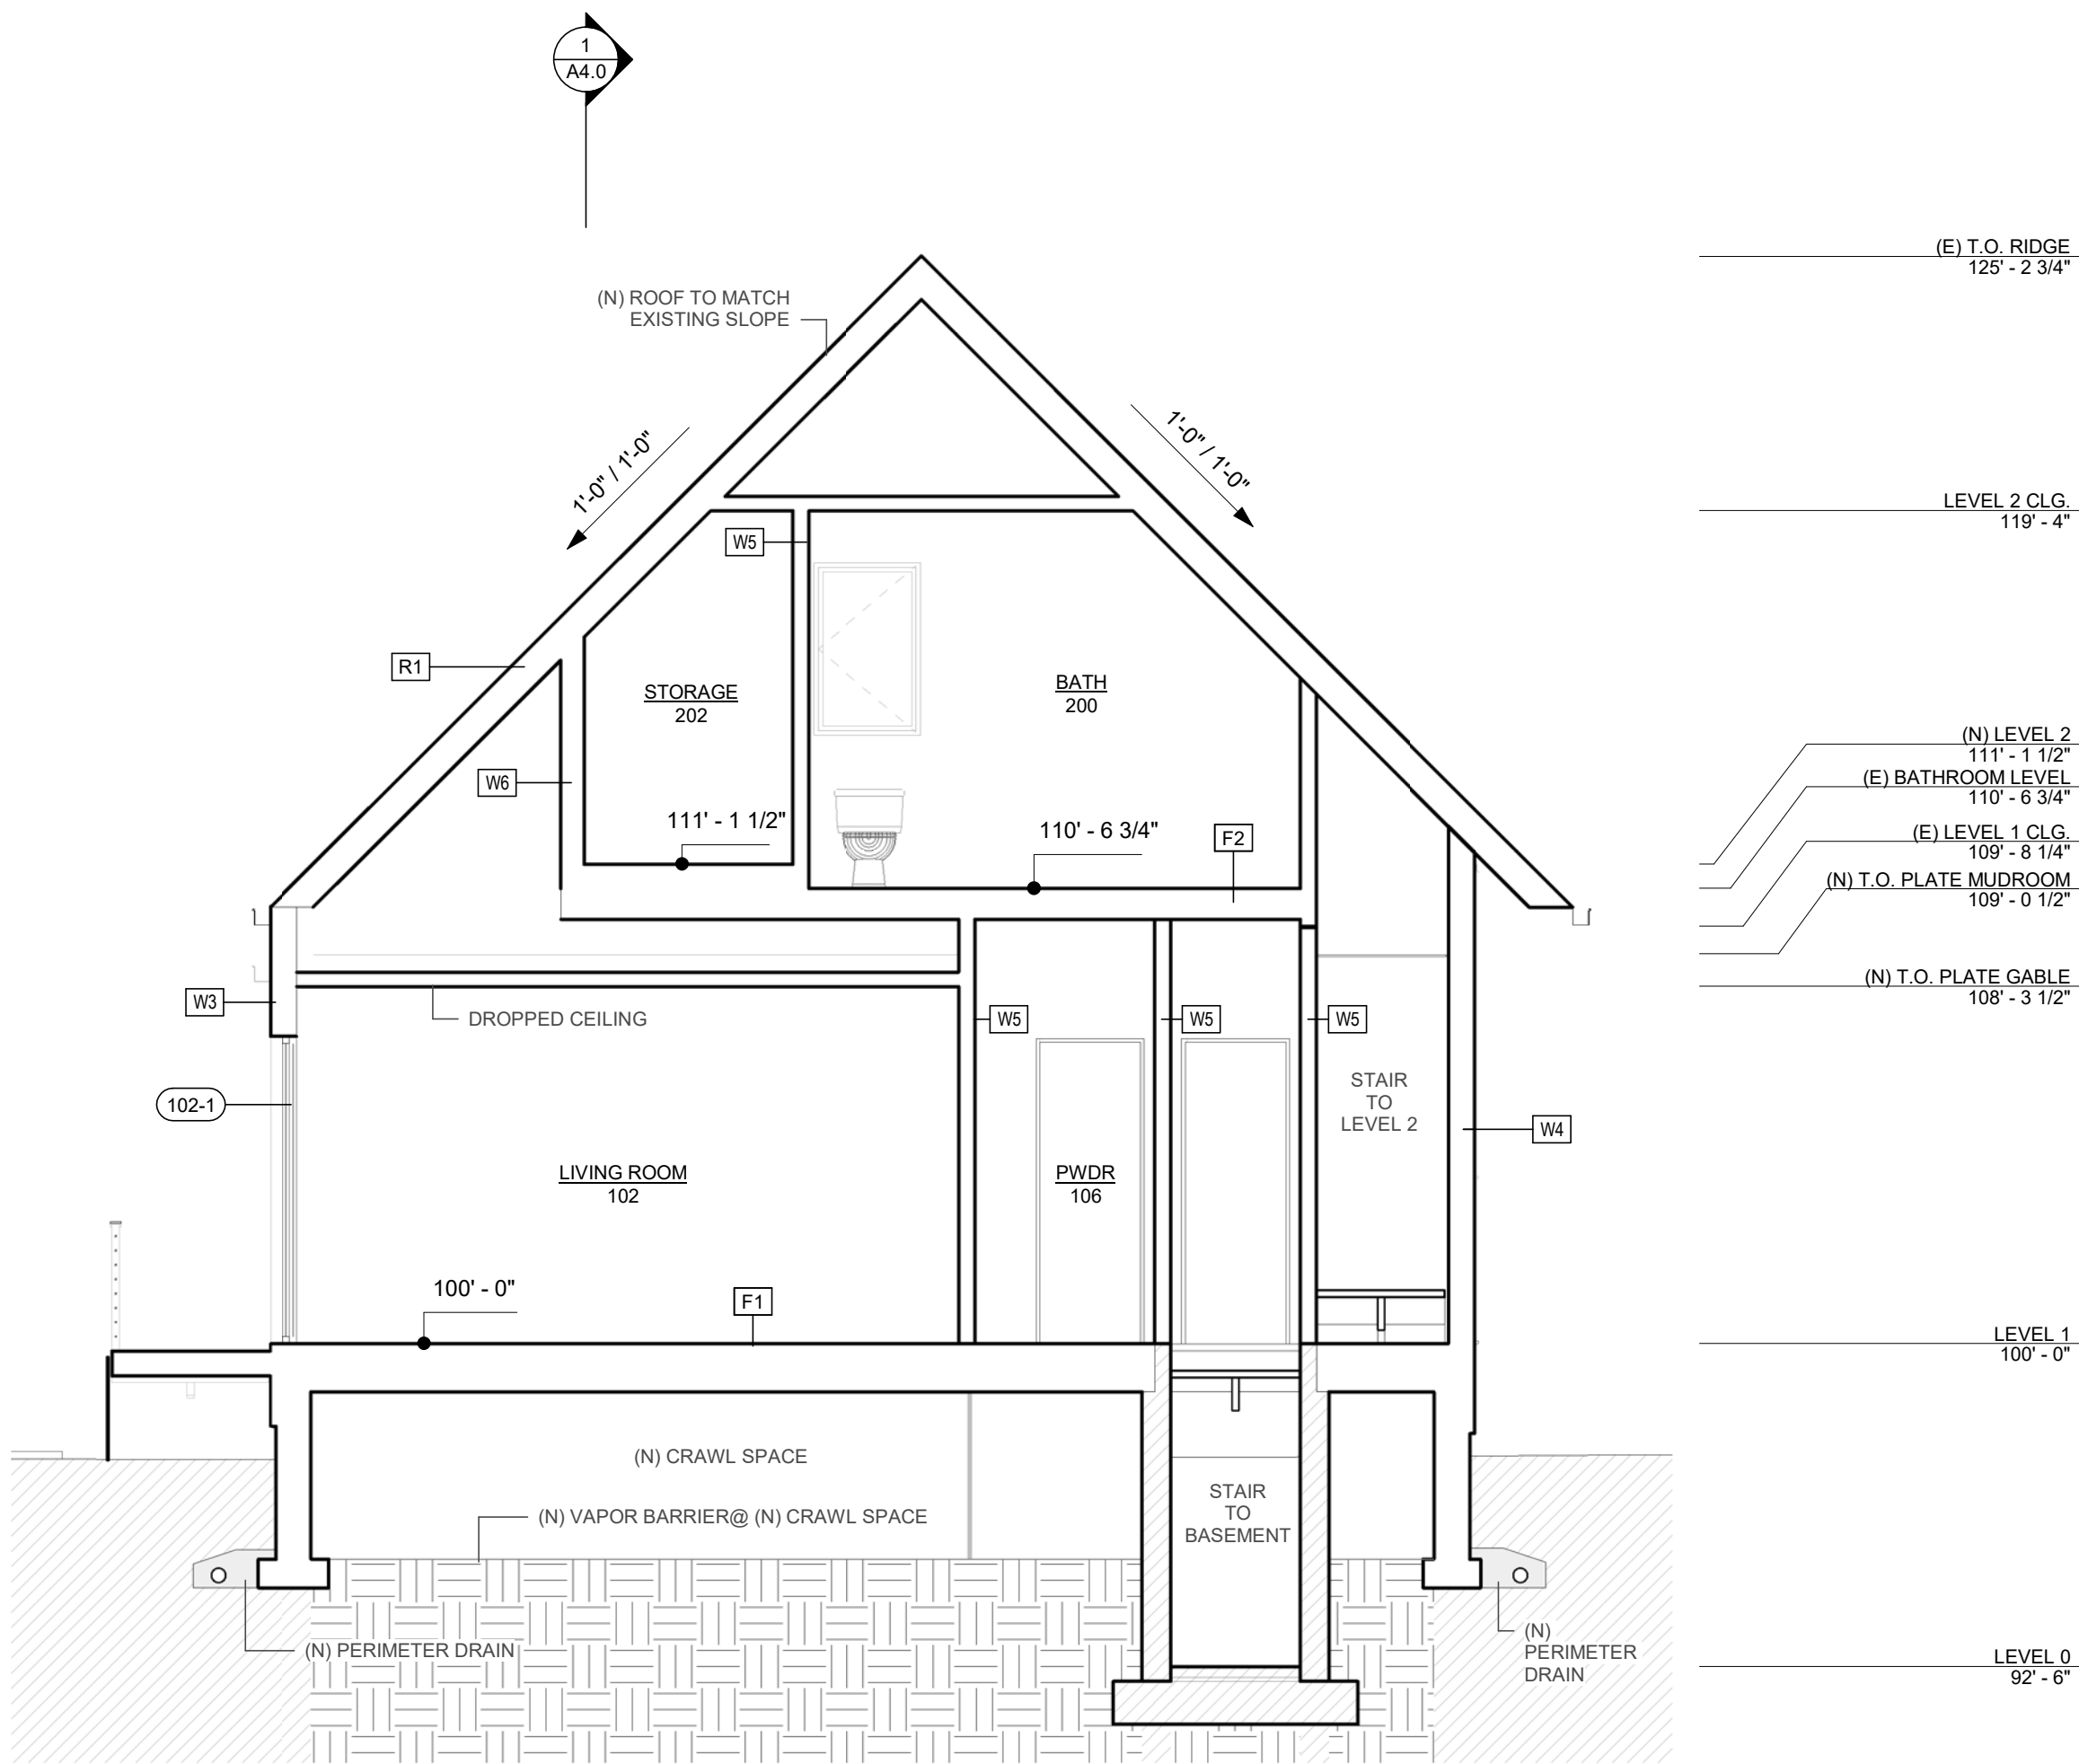 1
A4.0
(E) T.O. RIDGE
125' - 2 3/4"
(N) ROOF TO MATCH
EXISTING SLOPE
1'-0" / 1'-0"
1'-0" / 1'-0"
LEVEL 2 CLG.
119' - 4"
W5
R1
STORAGE
202
BATH
200
(N) LEVEL 2
111' - 1 1/2"
(E) BATHROOM LEVEL
110' - 6 3/4"
W6
111' - 1 1/2"
110' - 6 3/4"
F2
(E) LEVEL 1 CLG.
109' - 8 1/4"
(N) T.O. PLATE MUDROOM
109' - 0 1/2"
(N) T.O. PLATE GABLE
108' - 3 1/2"
W3
DROPPED CEILING
W5
W5
W5
102-1
STAIR
TO
LEVEL 2
W4
LIVING ROOM
102
PWDR
106
100' - 0"
F1
LEVEL 1
100' - 0"
(N) CRAWL SPACE
(N) VAPOR BARRIER@ (N) CRAWL SPACE
STAIR
TO
BASEMENT
(N) PERIMETER DRAIN
(N)
PERIMETER
DRAIN
LEVEL 0
92' - 6"